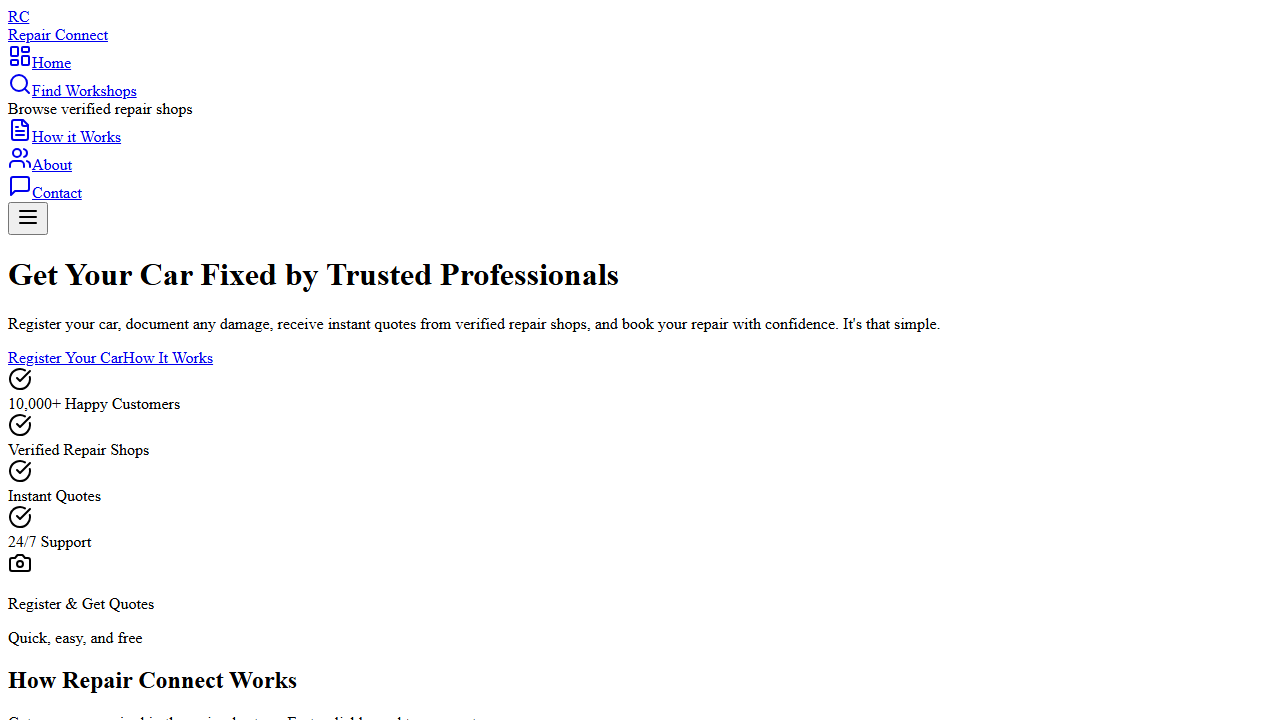 RC
Repair Connect
Home
Find Workshops
Browse verified repair shops
How it Works
About
Contact
Get Your Car Fixed by Trusted Professionals
Register your car, document any damage, receive instant quotes from verified repair shops, and book your repair with confidence. It's that simple.
Register Your CarHow It Works
10,000+ Happy Customers
Verified Repair Shops
Instant Quotes
24/7 Support
Register & Get Quotes
Quick, easy, and free
How Repair Connect Works